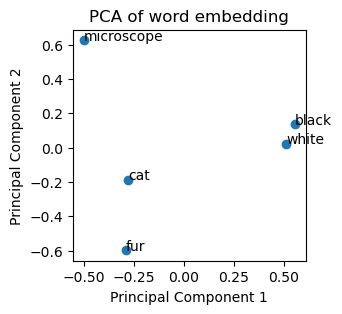 PCA of word embedding
microscope
black
white
cat
fur
0.6
0.4
0.2
0.0
−0.2
−0.4
−0.6
Principal Component 2
−0.50
−0.25
0.00
0.25
0.50
Principal Component 1